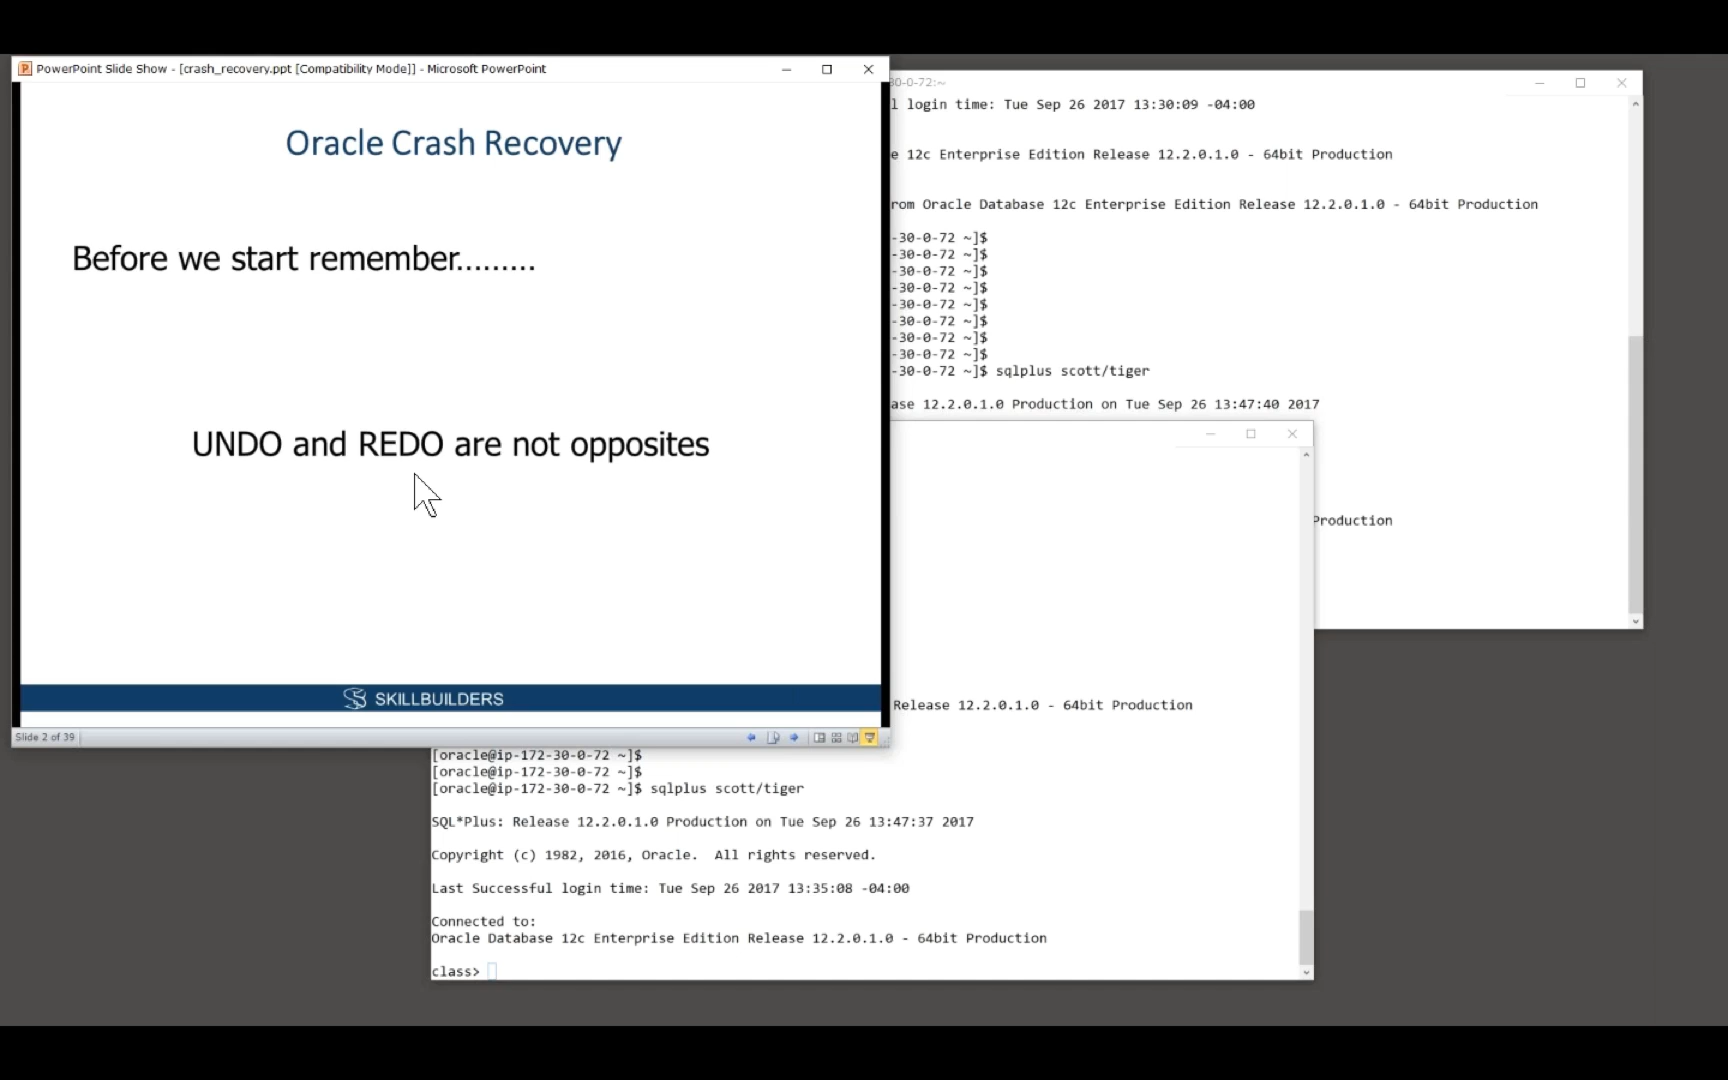 PowerPoint Slide Show - [crash_recovery.ppt [Compatibility Mode]] - Microsoft PowerPoint
Oracle Crash Recovery
Before we start remember.........
UNDO and REDO are not opposites
SKILLBUILDERS
Slide 2 of 39
30-0-72:~
l login time: Tue Sep 26 2017 13:30:09 -04:00
e 12c Enterprise Edition Release 12.2.0.1.0 - 64bit Production
rom Oracle Database 12c Enterprise Edition Release 12.2.0.1.0 - 64bit Production
-30-0-72 ~]$
-30-0-72 ~]$
-30-0-72 ~]$
-30-0-72 ~]$
-30-0-72 ~]$
-30-0-72 ~]$
-30-0-72 ~]$
-30-0-72 ~]$
-30-0-72 ~]$ sqlplus scott/tiger
ase 12.2.0.1.0 Production on Tue Sep 26 13:47:40 2017
Production
Release 12.2.0.1.0 - 64bit Production
[oracle@ip-172-30-0-72 ~]$
[oracle@ip-172-30-0-72 ~]$
[oracle@ip-172-30-0-72 ~]$ sqlplus scott/tiger
SQL*Plus: Release 12.2.0.1.0 Production on Tue Sep 26 13:47:37 2017
Copyright (c) 1982, 2016, Oracle.  All rights reserved.
Last Successful login time: Tue Sep 26 2017 13:35:08 -04:00
Connected to:
Oracle Database 12c Enterprise Edition Release 12.2.0.1.0 - 64bit Production
class>